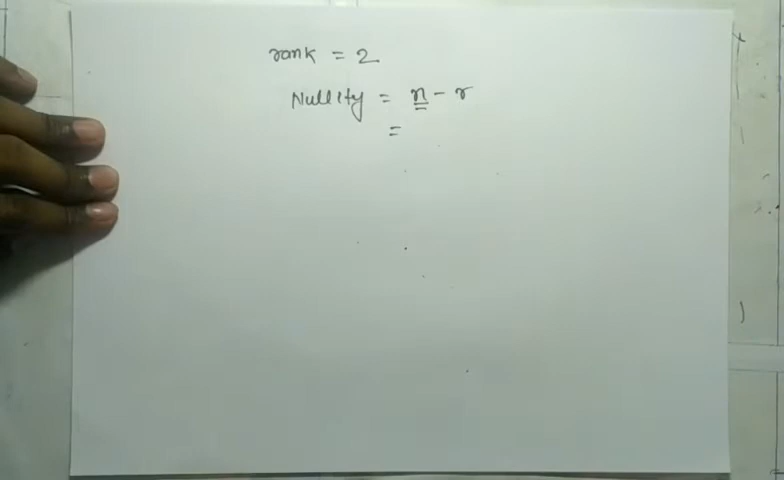 rank = 2
Nullity = n - r
=